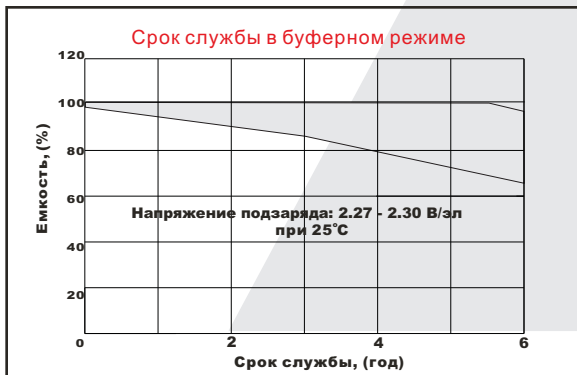 Срок службы в буферном режиме
120
100
80
60
40
20
0
2
4
6
Емкость, (%)
Напряжение подзаряда: 2.27 - 2.30 В/эл
при 25°С
Срок службы, (год)